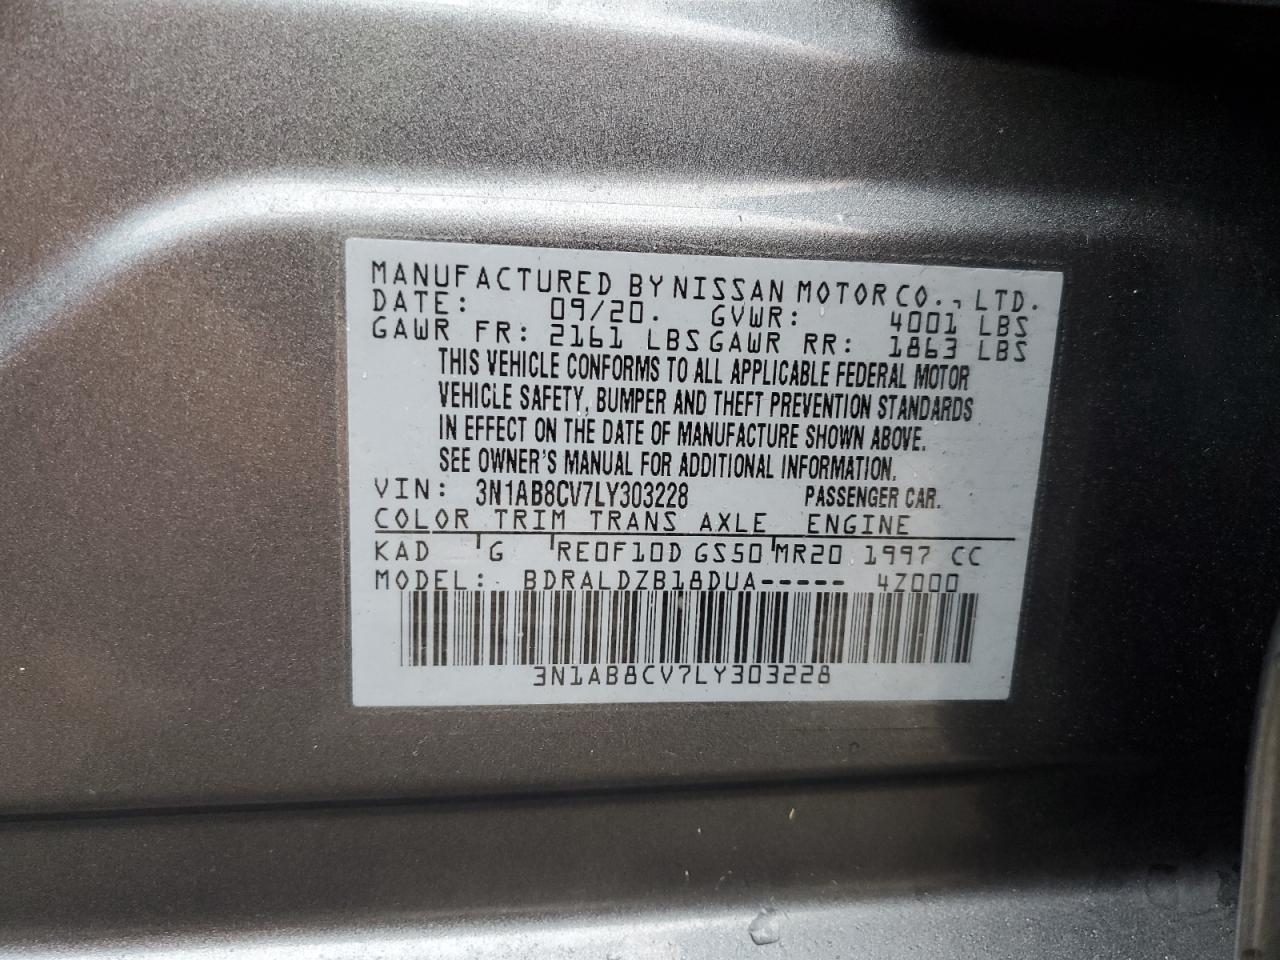 MANUFACTURED BY NISSAN MOTOR CO., LTD.
DATE: 09/20. GVWR: 4001 LBS
GAWR FR: 2161 LBS GAWR RR: 1863 LBS
THIS VEHICLE CONFORMS TO ALL APPLICABLE FEDERAL MOTOR
VEHICLE SAFETY, BUMPER AND THEFT PREVENTION STANDARDS
IN EFFECT ON THE DATE OF MANUFACTURE SHOWN ABOVE.
SEE OWNER'S MANUAL FOR ADDITIONAL INFORMATION.
VIN: 3N1AB8CV7LY303228 PASSENGER CAR.
COLOR TRIM TRANS AXLE ENGINE
KAD G RE0F10D GS50 MR20 1997 CC
MODEL: BDRALDZB18DUA----- 4Z000
3N1AB8CV7LY303228